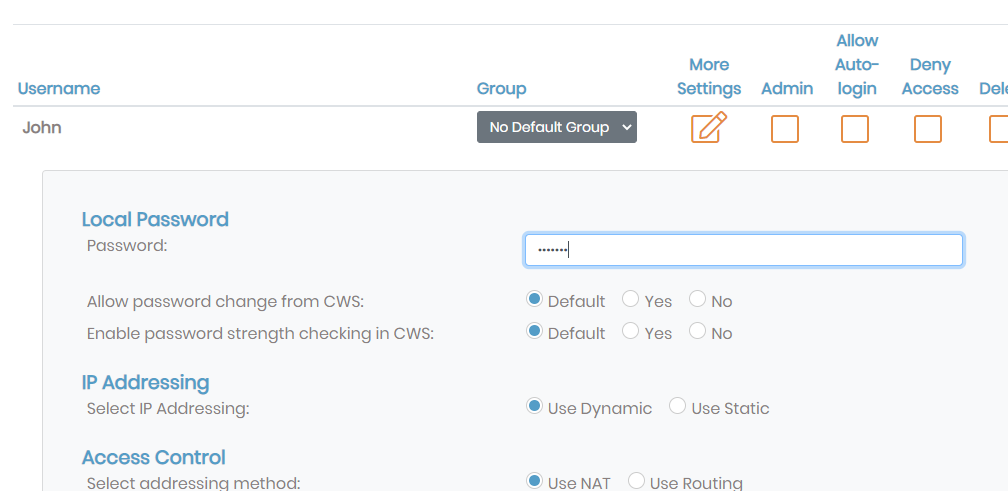 Username Group More Settings Admin Allow Auto-login Deny Access
John No Default Group
Local Password
Password: •••••••
Allow password change from CWS: Default Yes No
Enable password strength checking in CWS: Default Yes No
IP Addressing
Select IP Addressing: Use Dynamic Use Static
Access Control
Select addressing method: Use NAT Use Routing